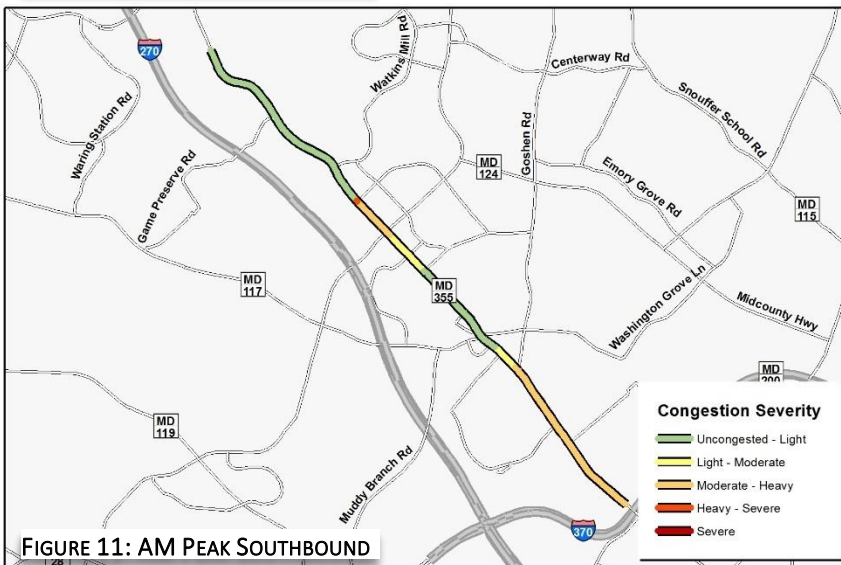 270
Waring Station Rd
Game Preserve Rd
Watkins Mill Rd
Centerway Rd
Snouffer School Rd
Goshen Rd
MD
124
Emory Grove Rd
MD
115
MD
117
MD
355
Washington Grove Ln
Midcounty Hwy
MD
200
MD
119
Muddy Branch Rd
370
28
Congestion Severity
Uncongested - Light
Light - Moderate
Moderate - Heavy
Heavy - Severe
Severe
FIGURE 11: AM PEAK SOUTHBOUND